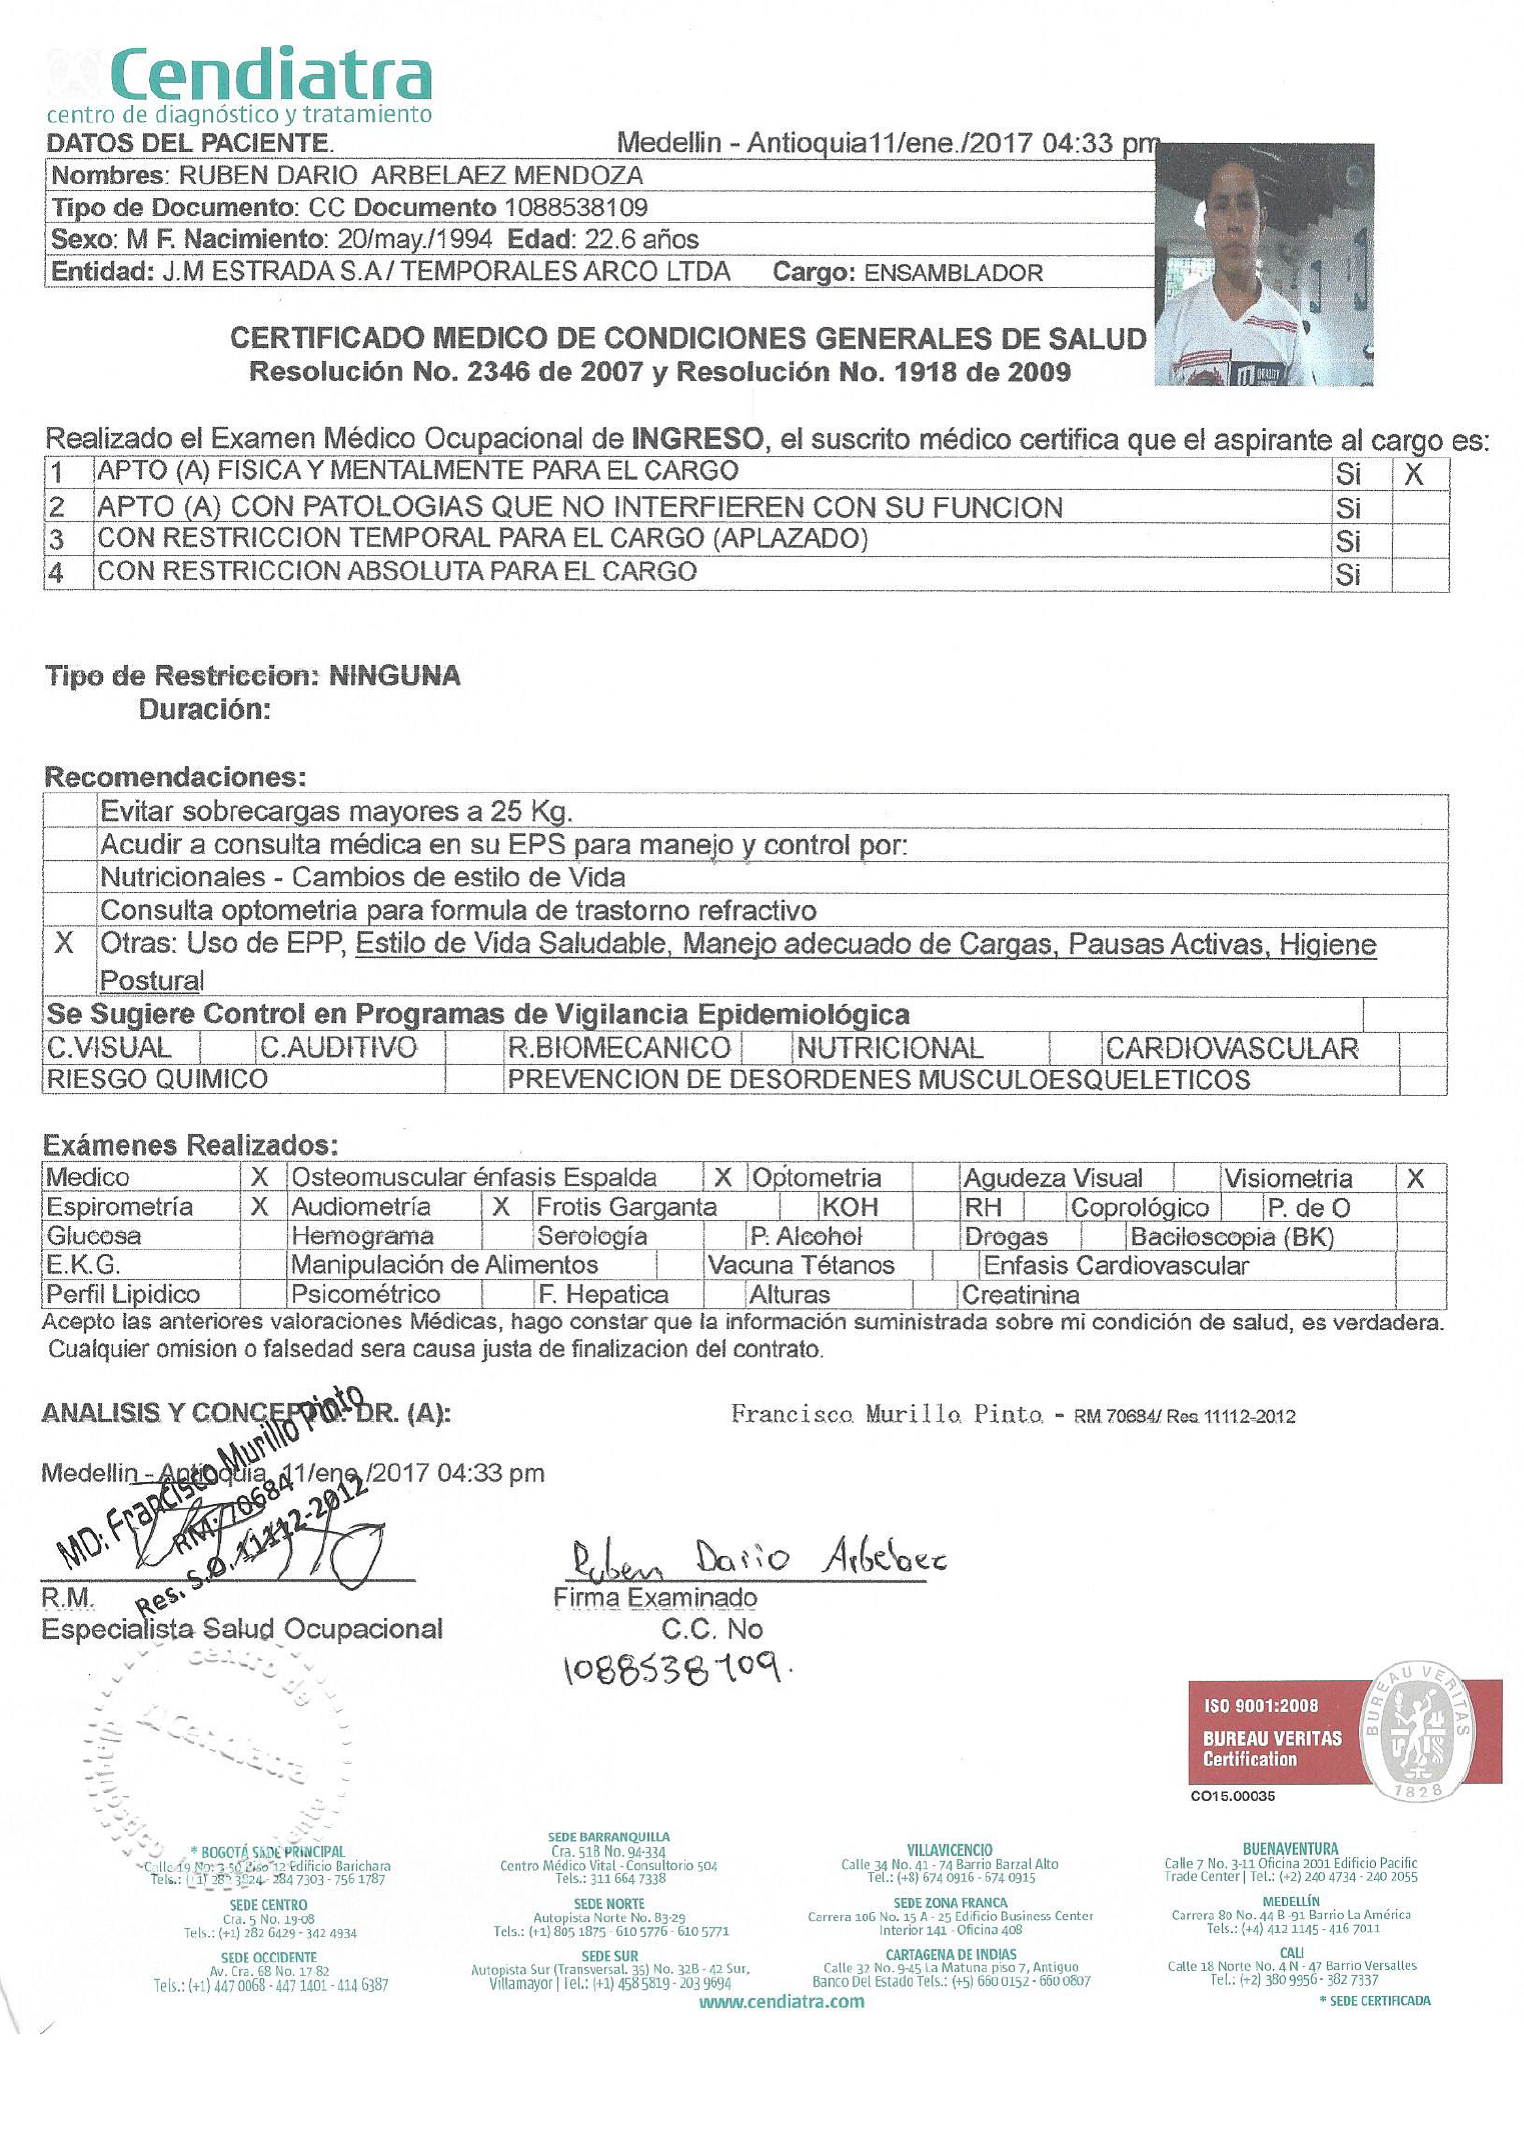 Cendiatra
centro de diagnóstico y tratamiento
DATOS DEL PACIENTE. Medellin - Antioquia11/ene./2017 04:33 pm
Nombres: RUBEN DARIO ARBELAEZ MENDOZA
Tipo de Documento: CC Documento 1088538109
Sexo: M F. Nacimiento: 20/may./1994 Edad: 22.6 años
Entidad: J.M ESTRADA S.A / TEMPORALES ARCO LTDA Cargo: ENSAMBLADOR
CERTIFICADO MEDICO DE CONDICIONES GENERALES DE SALUD
Resolución No. 2346 de 2007 y Resolución No. 1918 de 2009
Realizado el Examen Médico Ocupacional de INGRESO, el suscrito médico certifica que el aspirante al cargo es:
1 APTO (A) FISICA Y MENTALMENTE PARA EL CARGO Si X
2 APTO (A) CON PATOLOGIAS QUE NO INTERFIEREN CON SU FUNCION Si
3 CON RESTRICCION TEMPORAL PARA EL CARGO (APLAZADO) Si
4 CON RESTRICCION ABSOLUTA PARA EL CARGO Si
Tipo de Restriccion: NINGUNA
Duración:
Recomendaciones:
Evitar sobrecargas mayores a 25 Kg.
Acudir a consulta médica en su EPS para manejo y control por:
Nutricionales - Cambios de estilo de Vida
Consulta optometria para formula de trastorno refractivo
X Otras: Uso de EPP, Estilo de Vida Saludable, Manejo adecuado de Cargas, Pausas Activas, Higiene
Postural
Se Sugiere Control en Programas de Vigilancia Epidemiológica
C.VISUAL C.AUDITIVO R.BIOMECANICO NUTRICIONAL CARDIOVASCULAR
RIESGO QUIMICO PREVENCION DE DESORDENES MUSCULOESQUELETICOS
Exámenes Realizados:
Medico X Osteomuscular énfasis Espalda X Optometria Agudeza Visual Visiometria X
Espirometría X Audiometría X Frotis Garganta KOH RH Coprológico P. de O
Glucosa Hemograma Serología P. Alcohol Drogas Baciloscopia (BK)
E.K.G. Manipulación de Alimentos Vacuna Tétanos Enfasis Cardiovascular
Perfil Lipidico Psicométrico F. Hepatica Alturas Creatinina
Acepto las anteriores valoraciones Médicas, hago constar que la información suministrada sobre mi condición de salud, es verdadera.
Cualquier omision o falsedad sera causa justa de finalizacion del contrato.
ANALISIS Y CONCEPTO. DR. (A): Francisco Murillo Pinto - RM 70684/ Res 11112-2012
Medellin - Antioquia 11/ene./2017 04:33 pm
MD: Francisco Murillo Pinto
RM: 70684
Res. S.O. 11112-2012
Ruben Dario Arbelaez
R.M. Firma Examinado
Especialista Salud Ocupacional C.C. No
1088538109.
Centro de
Cendiatra
ISO 9001:2008
BUREAU VERITAS
Certification
BUREAU VERITAS
1828
CO15.00035
* BOGOTÁ SEDE PRINCIPAL
Calle 19 No. 3-50 Piso 12 Edificio Barichara
284 7303 - 756 1787
SEDE CENTRO
Cra. 5 No. 19-08
Tels.: (+1) 282 6429 - 342 4934
SEDE OCCIDENTE
Av. Cra. 68 No. 17-82
Tels.: (+1) 447 0068 - 447 1401 - 414 6387
SEDE BARRANQUILLA
Cra. 51B No. 94-334
Centro Médico Vital - Consultorio 504
Tels.: 311 664 7338
SEDE NORTE
Autopista Norte No. 83-29
Tels.: (+1) 805 1875 - 610 5776 - 610 5771
SEDE SUR
Autopista Sur (Transversal. 35) No. 32B - 42 Sur,
Villamayor | Tel.: (+1) 458 5819 - 203 9694
VILLAVICENCIO
Calle 34 No. 41 - 74 Barrio Barzal Alto
Tel.: (+8) 674 0916 - 674 0915
SEDE ZONA FRANCA
Carrera 106 No. 15 A - 25 Edificio Business Center
Interior 141 - Oficina 408
CARTAGENA DE INDIAS
Calle 32 No. 9-45 La Matuna piso 7, Antiguo
Banco Del Estado Tels.: (+5) 660 0152 - 660 0807
BUENAVENTURA
Calle 7 No. 3-11 Oficina 2001 Edificio Pacific
Trade Center | Tel.: (+2) 240 4734 - 240 2055
MEDELLÍN
Carrera 80 No. 44 B -91 Barrio La América
Tels.: (+4) 412 1145 - 416 7011
CALI
Calle 18 Norte No. 4 N - 47 Barrio Versalles
Tel.: (+2) 380 9956 - 382 7337
* SEDE CERTIFICADA
www.cendiatra.com